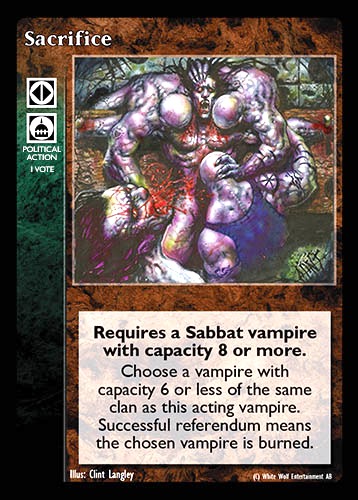 Sacrifice
POLITICAL
ACTION
1 VOTE
Requires a Sabbat vampire
with capacity 8 or more.
Choose a vampire with
capacity 6 or less of the same
clan as this acting vampire.
Successful referendum means
the chosen vampire is burned.
Illus: Clint Langley
(C) White Wolf Entertainment AB